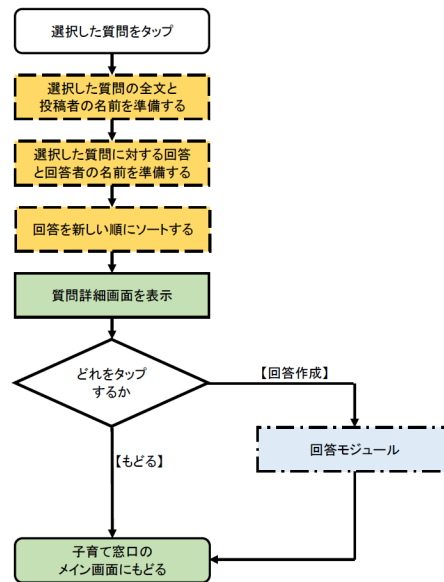 選択した質問をタップ
選択した質問の全文と
投稿者の名前を準備する
選択した質問に対する回答
と回答者の名前を準備する
回答を新しい順にソートする
質問詳細画面を表示
どれをタップ
するか
【回答作成】
回答モジュール
【もどる】
子育て窓口の
メイン画面にもどる